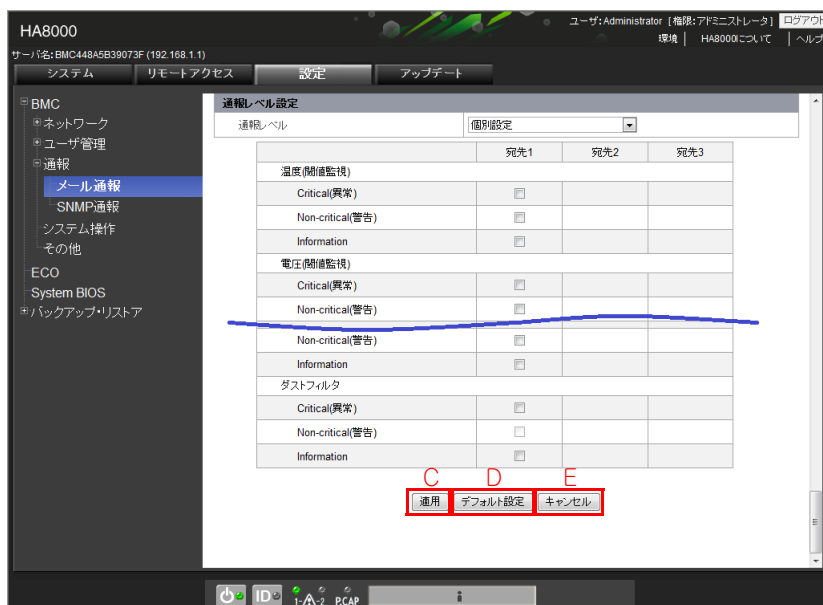 HA8000
ユーザ:Administrator [権限:アドミニストレータ] ログアウト
環境 | HA8000について | ヘルプ
サーバ名:BMC448A5B39073F (192.168.1.1)
システム リモートアクセス 設定 アップデート
BMC
ネットワーク
ユーザ管理
通報
メール通報
SNMP通報
システム操作
その他
ECO
System BIOS
バックアップ・リストア
通報レベル設定
通報レベル 個別設定
宛先1 宛先2 宛先3
温度(閾値監視)
Critical(異常)
Non-critical(警告)
Information
電圧(閾値監視)
Critical(異常)
Non-critical(警告)
Non-critical(警告)
Information
ダストフィルタ
Critical(異常)
Non-critical(警告)
Information
C D E
適用 デフォルト設定 キャンセル
ID 1-⚠-2 P.CAP i